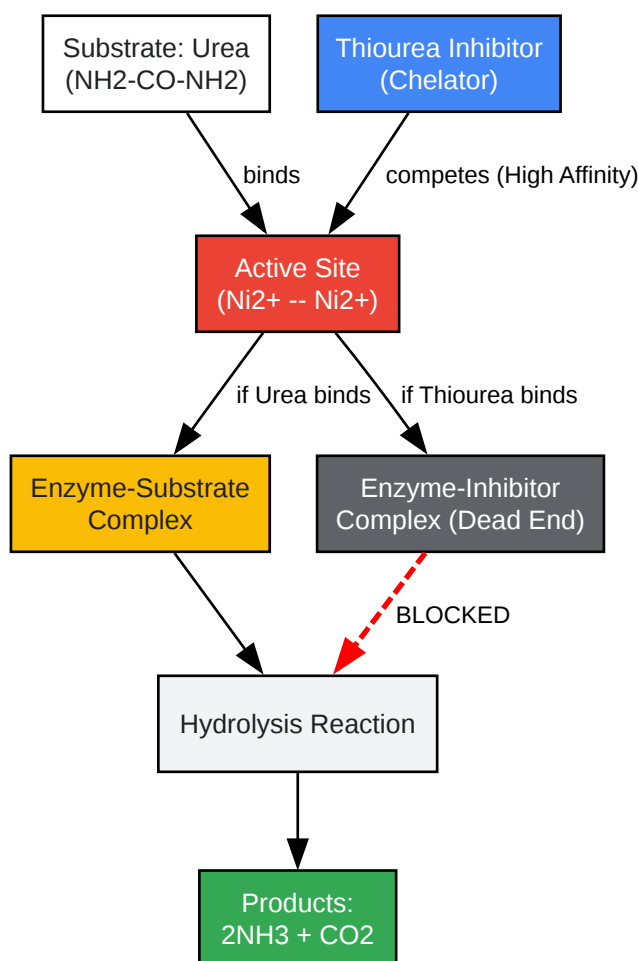 Substrate: Urea
(NH2-CO-NH2)
Thiourea Inhibitor
(Chelator)
binds
competes (High Affinity)
Active Site
(Ni2+ -- Ni2+)
if Urea binds
if Thiourea binds
Enzyme-Substrate
Complex
Enzyme-Inhibitor
Complex (Dead End)
BLOCKED
Hydrolysis Reaction
Products:
2NH3 + CO2